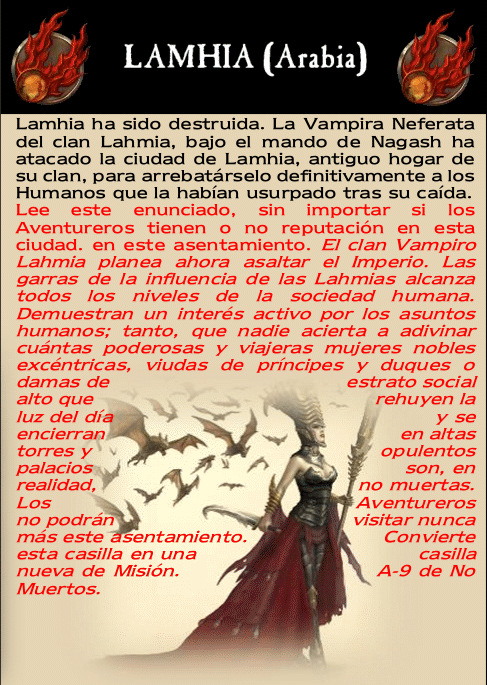 LAMHIA (Arabia)
Lamhia ha sido destruida. La Vampira Neferata
del clan Lahmia, bajo el mando de Nagash ha
atacado la ciudad de Lamhia, antiguo hogar de
su clan, para arrebatárselo definitivamente a los
Humanos que la habían usurpado tras su caída.
Lee este enunciado, sin importar si los
Aventureros tienen o no reputación en esta
ciudad. en este asentamiento. El clan Vampiro
Lahmia planea ahora asaltar el Imperio. Las
garras de la influencia de las Lahmias alcanza
todos los niveles de la sociedad humana.
Demuestran un interés activo por los asuntos
humanos; tanto, que nadie acierta a adivinar
cuántas poderosas y viajeras mujeres nobles
excéntricas, viudas de príncipes y duques o
damas de estrato social
alto que rehuyen la
luz del día y se
encierran en altas
torres y opulentos
palacios son, en
realidad, no muertas.
Los Aventureros
no podrán visitar nunca
más este asentamiento. Convierte
esta casilla en una casilla
nueva de Misión. A-9 de No
Muertos.